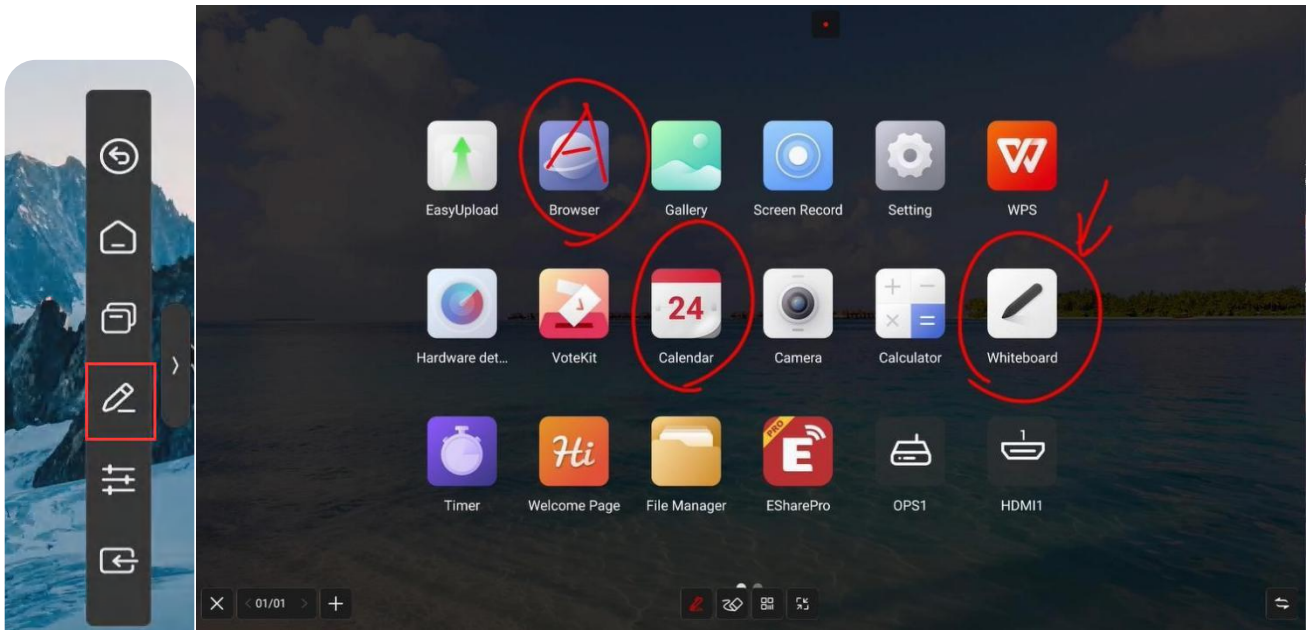 A
EasyUpload Browser Gallery Screen Record Setting WPS
24
Hardware det... VoteKit Calendar Camera Calculator Whiteboard
PRO
Hi E 1
Timer Welcome Page File Manager ESharePro OPS1 HDMI1
01/01